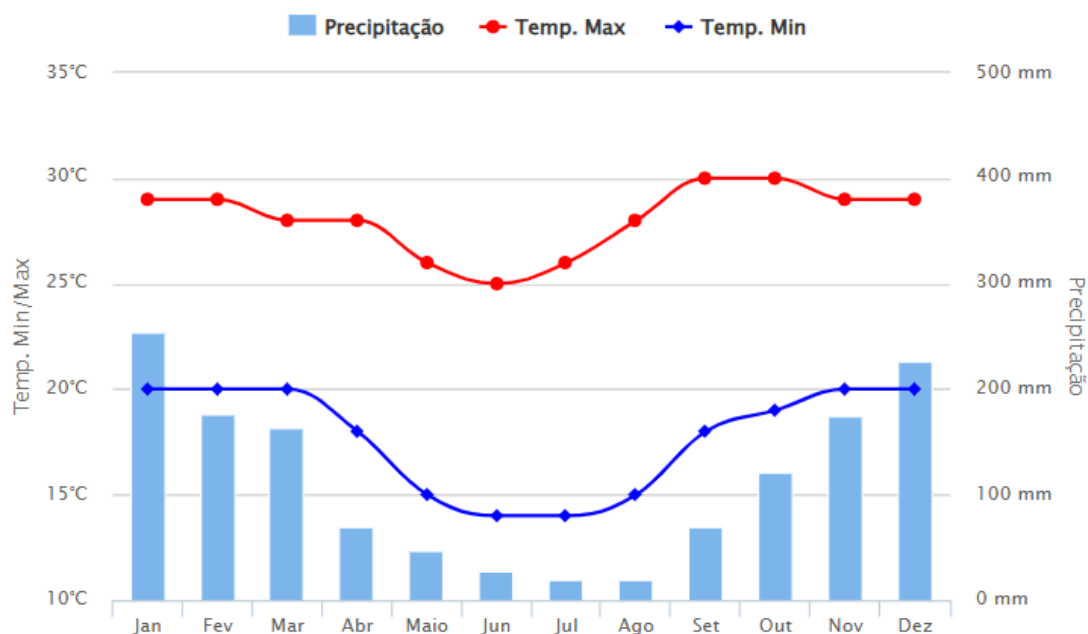 Precipitação Temp. Max Temp. Min
35°C 500 mm
30°C 400 mm
25°C 300 mm
20°C 200 mm
15°C 100 mm
10°C 0 mm
Temp. Min/Max
Precipitação
Jan Fev Mar Abr Maio Jun Jul Ago Set Out Nov Dez